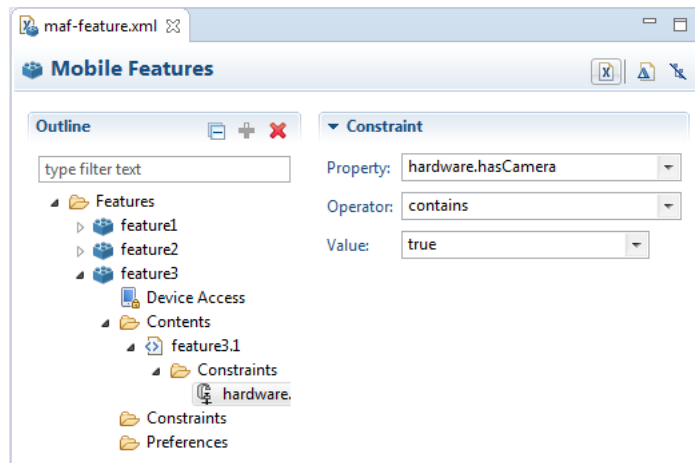 maf-feature.xml
Mobile Features
Outline
type filter text
Features
feature1
feature2
feature3
Device Access
Contents
feature3.1
Constraints
hardware.
Constraints
Preferences
Constraint
Property: hardware.hasCamera
Operator: contains
Value: true